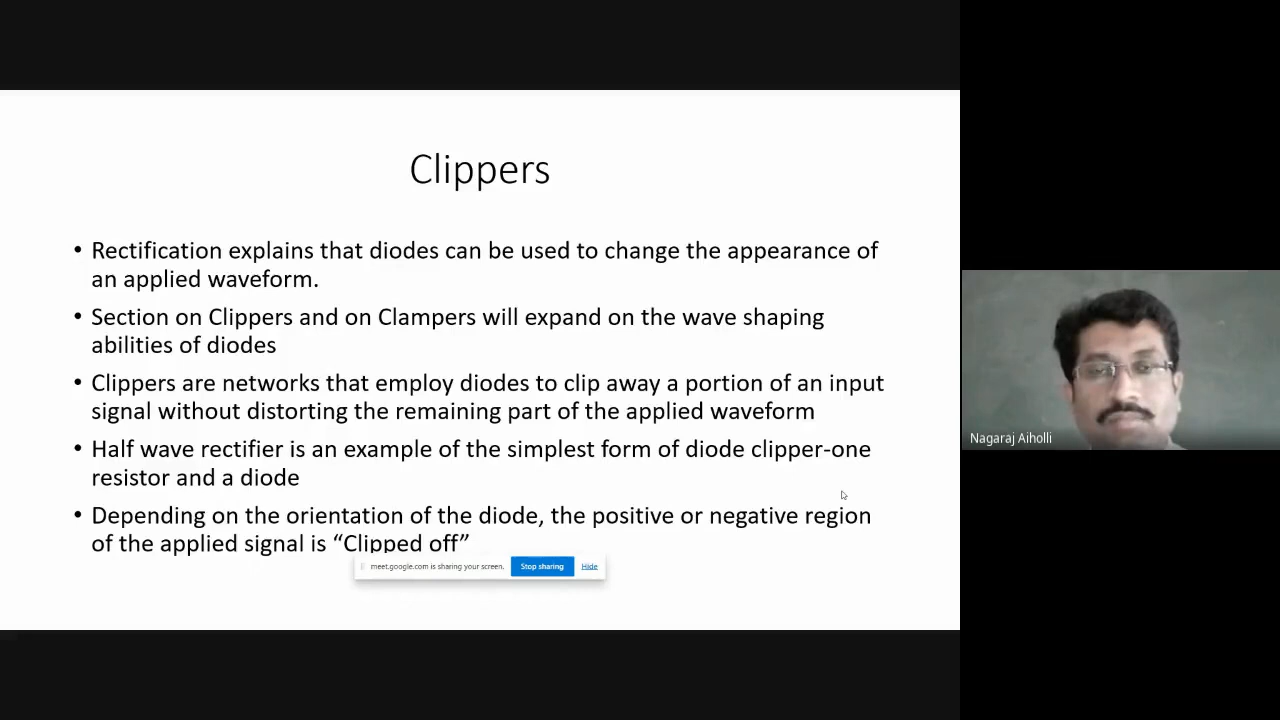 Clippers
• Rectification explains that diodes can be used to change the appearance of
an applied waveform.
• Section on Clippers and on Clampers will expand on the wave shaping
abilities of diodes
• Clippers are networks that employ diodes to clip away a portion of an input
signal without distorting the remaining part of the applied waveform
• Half wave rectifier is an example of the simplest form of diode clipper-one
resistor and a diode
• Depending on the orientation of the diode, the positive or negative region
of the applied signal is “Clipped off”
meet.google.com is sharing your screen. Stop sharing Hide
Nagaraj Aiholli